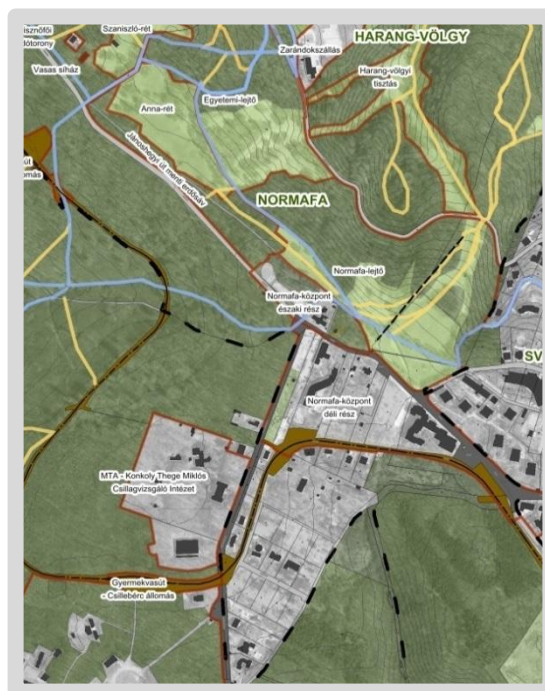 Szaniszló-rét
Zarándokszállás
HARANG-VÖLGY
Vasas síház
Harang-völgyi
tisztás
Anna-rét
Egyetemi-lejtő
Jánoshegyi út menti erdősáv
NORMAFA
Normafa-lejtő
Normafa-központ
északi rész
SV
Normafa-központ
déli rész
MTA - Konkoly Thege Miklós
Csillagvizsgáló Intézet
Gyermekvasút
- Csillebérc állomás